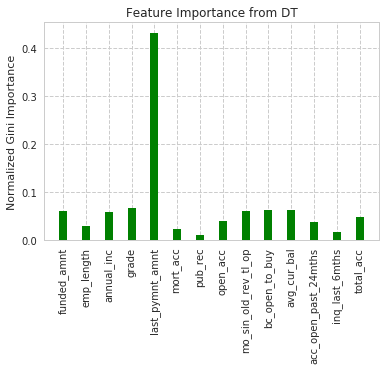 Feature Importance from DT
Normalized Gini Importance
0.4
0.3
0.2
0.1
0.0
funded_amnt
emp_length
annual_inc
grade
last_pymnt_amnt
mort_acc
pub_rec
open_acc
mo_sin_old_rev_tl_op
bc_open_to_buy
avg_cur_bal
acc_open_past_24mths
inq_last_6mths
total_acc